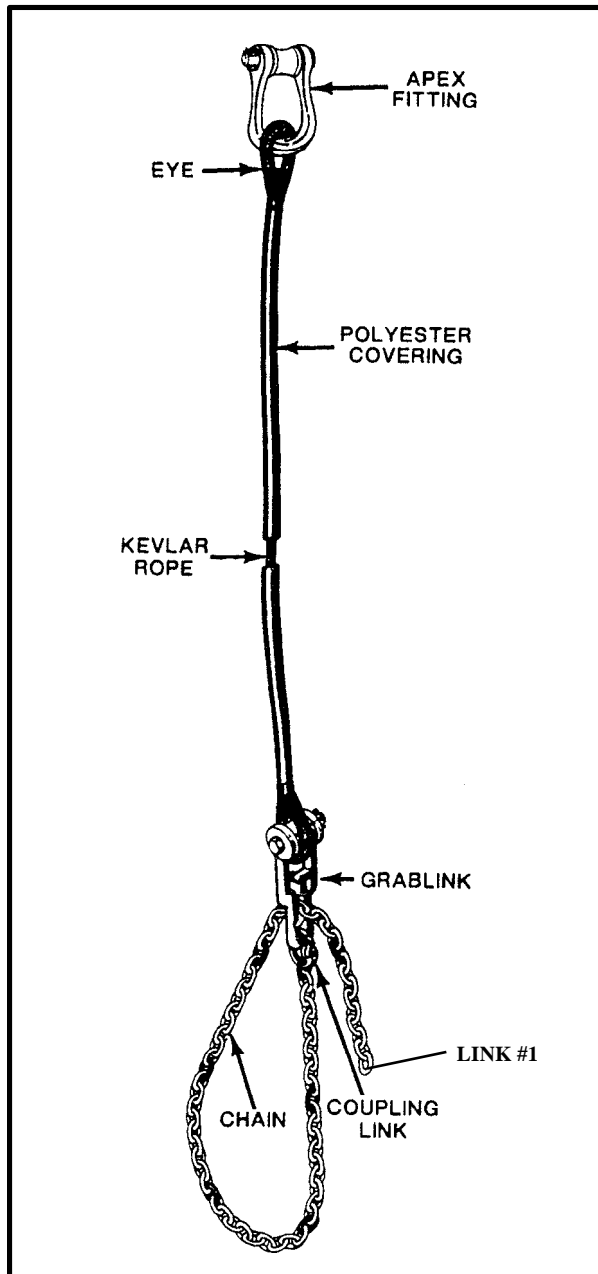 APEX
FITTING
EYE
POLYESTER
COVERING
KEVLAR
ROPE
GRABLINK
LINK #1
CHAIN
COUPLING
LINK